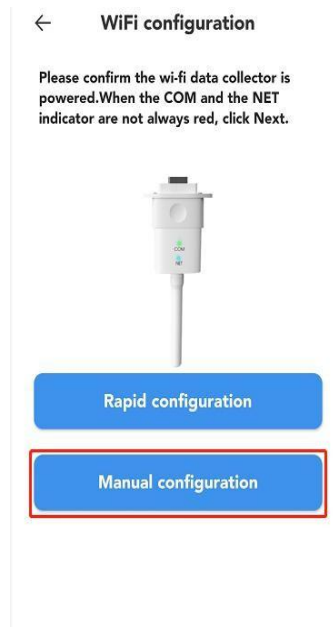 WiFi configuration
Please confirm the wi-fi data collector is
powered.When the COM and the NET
indicator are not always red, click Next.
COM
NET
Rapid configuration
Manual configuration